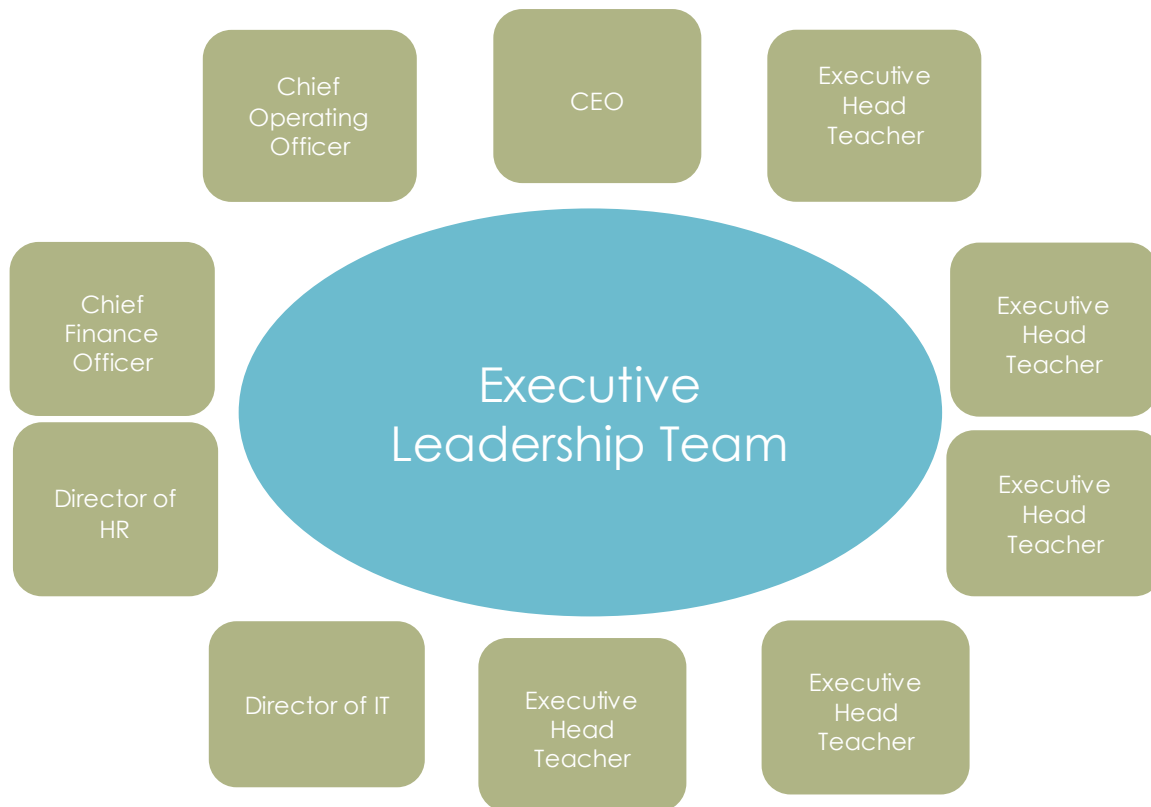 Chief
Operating
Officer
CEO
Executive
Head
Teacher
Chief
Finance
Officer
Executive
Head
Teacher
Executive
Leadership Team
Director of
HR
Executive
Head
Teacher
Director of IT
Executive
Head
Teacher
Executive
Head
Teacher